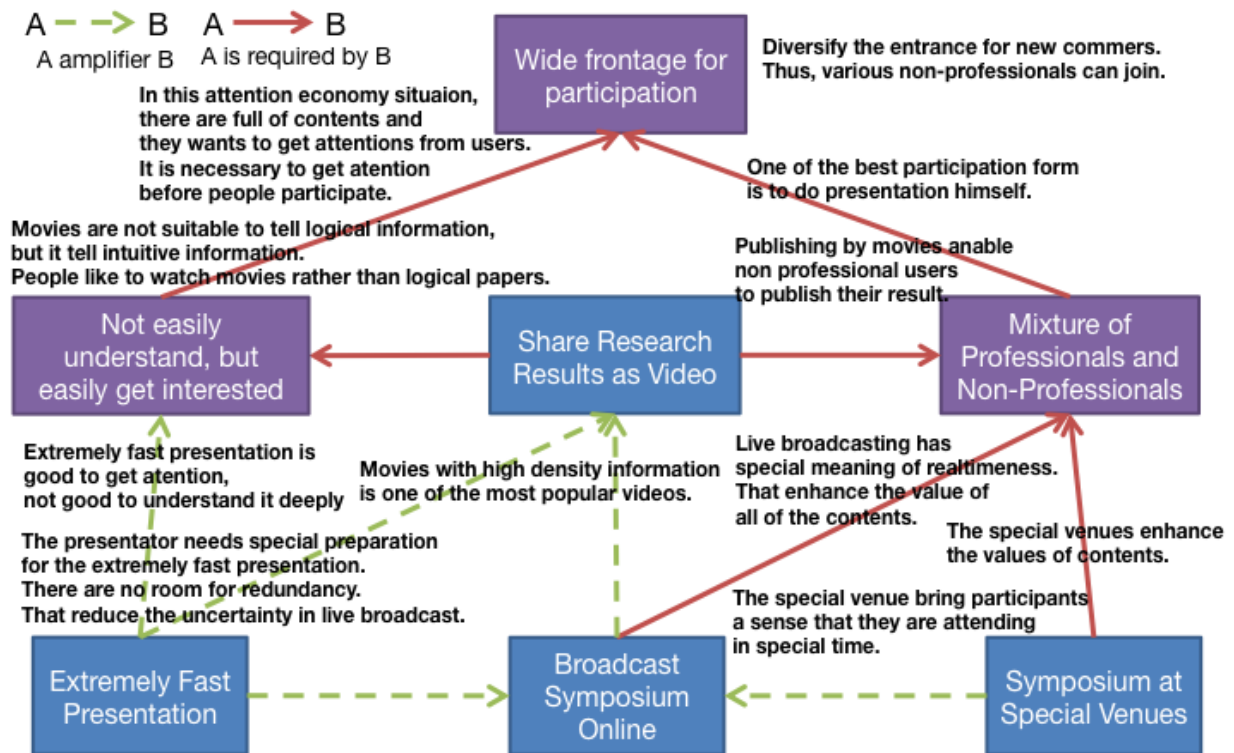 A B A B
A amplifier B A is required by B
Wide frontage for
participation
Diversify the entrance for new commers.
Thus, various non-professionals can join.
In this attention economy situaion,
there are full of contents and
they wants to get attentions from users.
It is necessary to get atention
before people participate.
One of the best participation form
is to do presentation himself.
Movies are not suitable to tell logical information,
but it tell intuitive information.
People like to watch movies rather than logical papers.
Publishing by movies anable
non professional users
to publish their result.
Not easily
understand, but
easily get interested
Share Research
Results as Video
Mixture of
Professionals and
Non-Professionals
Extremely fast presentation is
good to get atention,
not good to understand it deeply
Movies with high density information
is one of the most popular videos.
Live broadcasting has
special meaning of realtimeness.
That enhance the value of
all of the contents.
The special venues enhance
the values of contents.
The presentator needs special preparation
for the extremely fast presentation.
There are no room for redundancy.
That reduce the uncertainty in live broadcast.
The special venue bring participants
a sense that they are attending
in special time.
Extremely Fast
Presentation
Broadcast
Symposium
Online
Symposium at
Special Venues